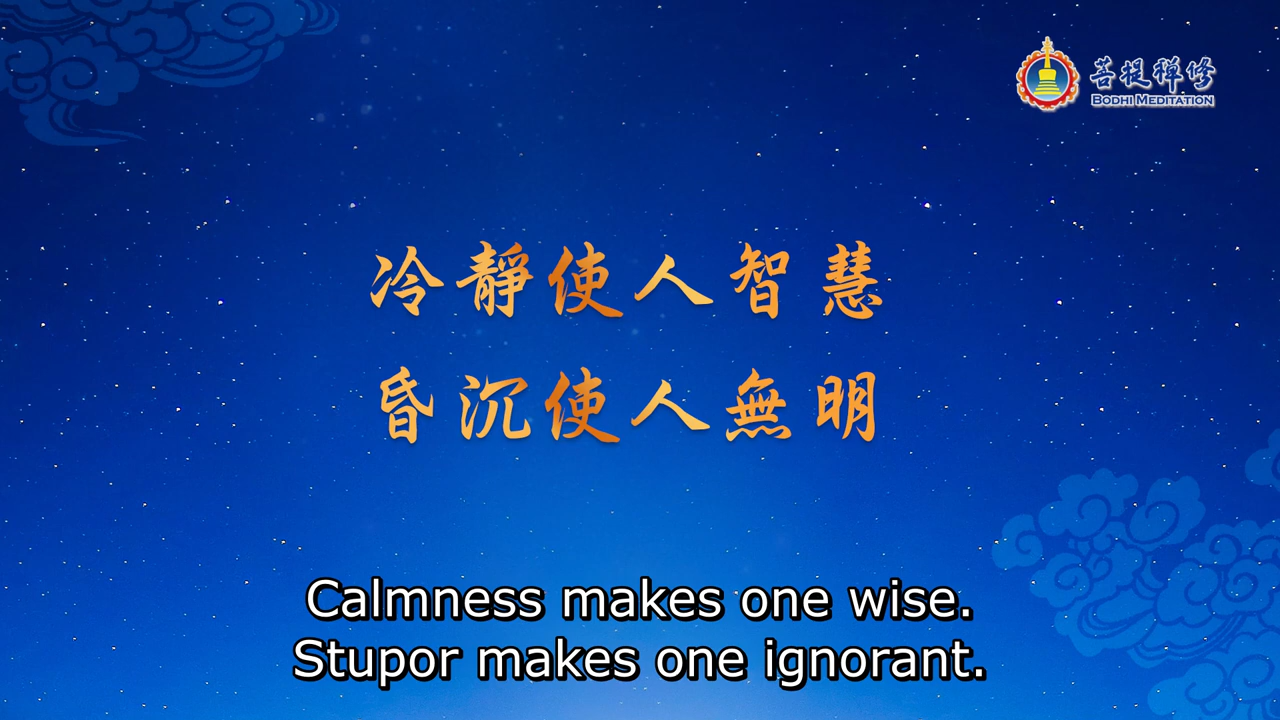 菩提禪修
BODHI MEDITATION
冷靜使人智慧
昏沉使人無明
Calmness makes one wise.
Stupor makes one ignorant.